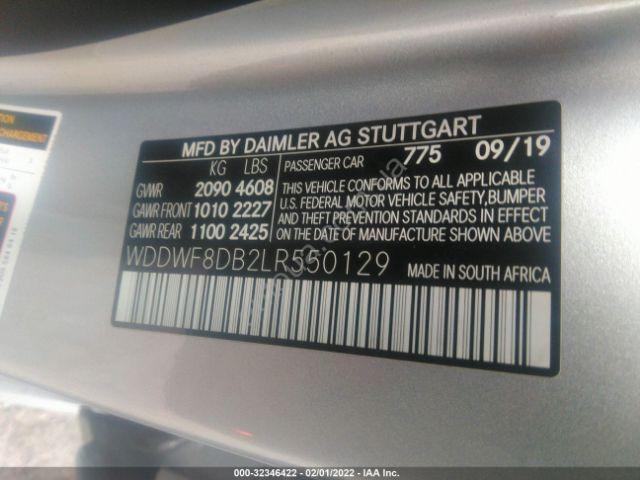 MFD BY DAIMLER AG STUTTGART
KG LBS
PASSENGER CAR 775 09/19
GVWR 2090 4608
GAWR FRONT 1010 2227
GAWR REAR 1100 2425
THIS VEHICLE CONFORMS TO ALL APPLICABLE
U.S. FEDERAL MOTOR VEHICLE SAFETY,BUMPER
AND THEFT PREVENTION STANDARDS IN EFFECT
ON THE DATE OF MANUFACTURE SHOWN ABOVE.
WDDWF8DB2LR550129 MADE IN SOUTH AFRICA
000-32346422 - 02/01/2022 - IAA Inc.